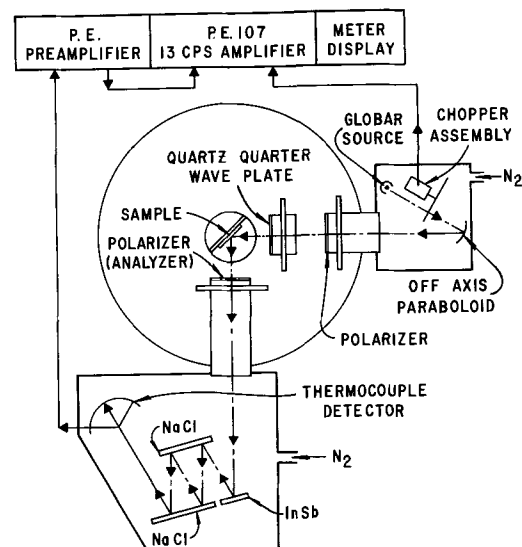 P. E.
PREAMPLIFIER
P.E. 107
13 CPS AMPLIFIER
METER
DISPLAY
GLOBAR
SOURCE
CHOPPER
ASSEMBLY
N2
QUARTZ QUARTER
WAVE PLATE
SAMPLE
POLARIZER
(ANALYZER)
OFF AXIS
PARABOLOID
POLARIZER
THERMOCOUPLE
DETECTOR
NaCl
N2
InSb
NaCl